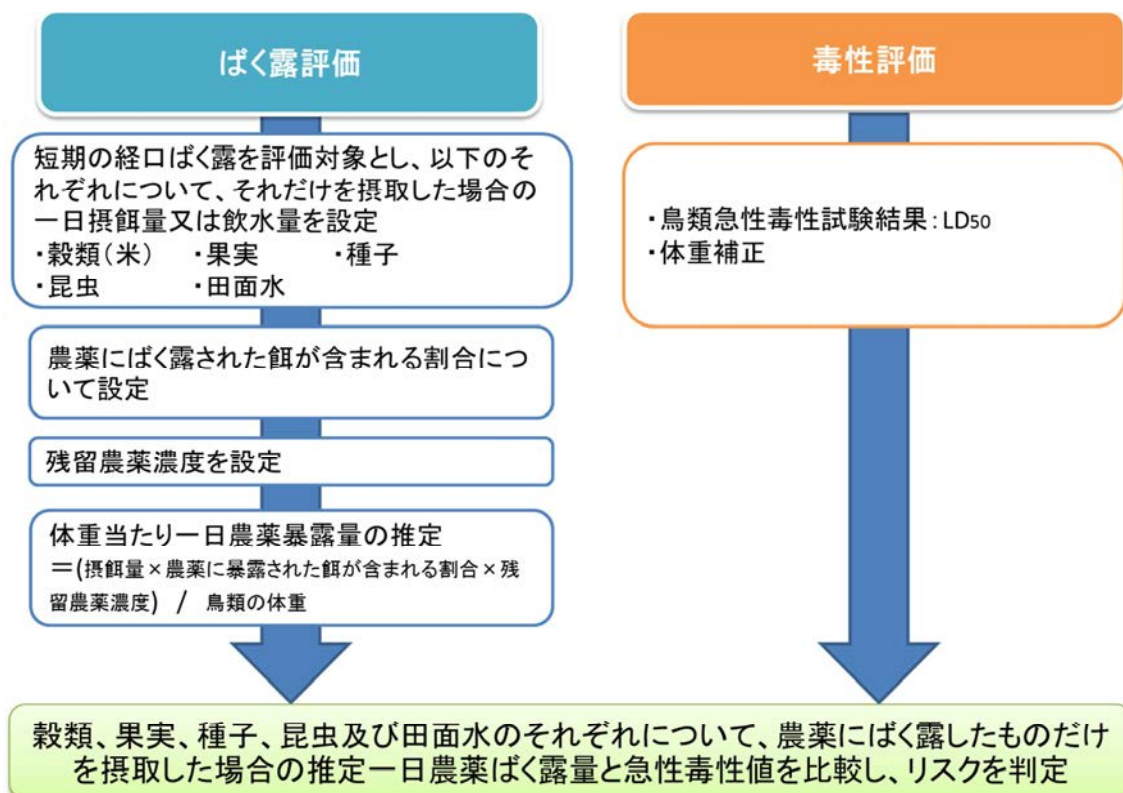 ばく露評価
短期の経口ばく露を評価対象とし、以下のそ
れぞれについて、それだけを摂取した場合の
一日摂餌量又は飲水量を設定
・穀類(米) ・果実 ・種子
・昆虫 ・田面水
農薬にばく露された餌が含まれる割合につ
いて設定
残留農薬濃度を設定
体重当たり一日農薬暴露量の推定
＝(摂餌量×農薬に暴露された餌が含まれる割合×残
留農薬濃度) / 鳥類の体重
毒性評価
・鳥類急性毒性試験結果：LD50
・体重補正
穀類、果実、種子、昆虫及び田面水のそれぞれについて、農薬にばく露したものだけ
を摂取した場合の推定一日農薬ばく露量と急性毒性値を比較し、リスクを判定